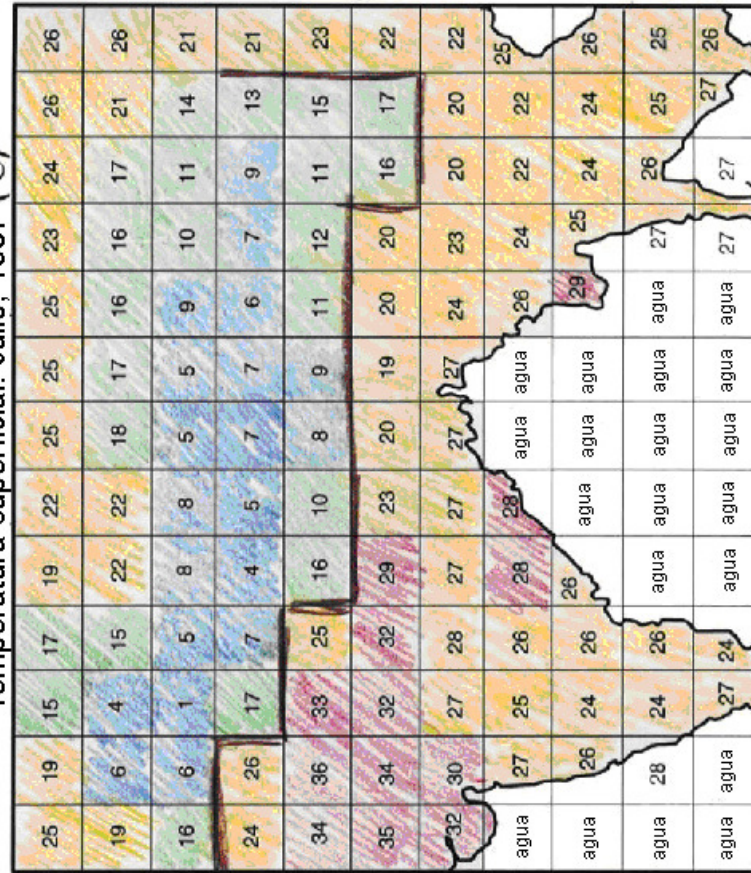 Temperatura superficial: Julio,
25 19 15 17 19 22 25 25 25 23 24 26 26
19 6 4 15 22 22 18 17 16 16 17 21 26
16 6 1 5 8 8 5 5 9 10 11 14 21
24 26 17 7 4 5 7 7 6 7 9 13 21
34 36 33 25 16 10 8 9 11 12 11 15 23
35 34 32 32 29 23 20 19 20 20 16 17 22
32 30 27 28 27 27 27 27 24 23 20 20 22
agua 27 25 26 28 28 agua agua 26 24 22 22 25
agua 26 24 26 26 agua agua agua 29 25 24 24 26
agua 28 24 26 agua agua agua agua agua 27 26 25 25
agua agua 27 24 agua agua agua agua agua 27 27 27 26